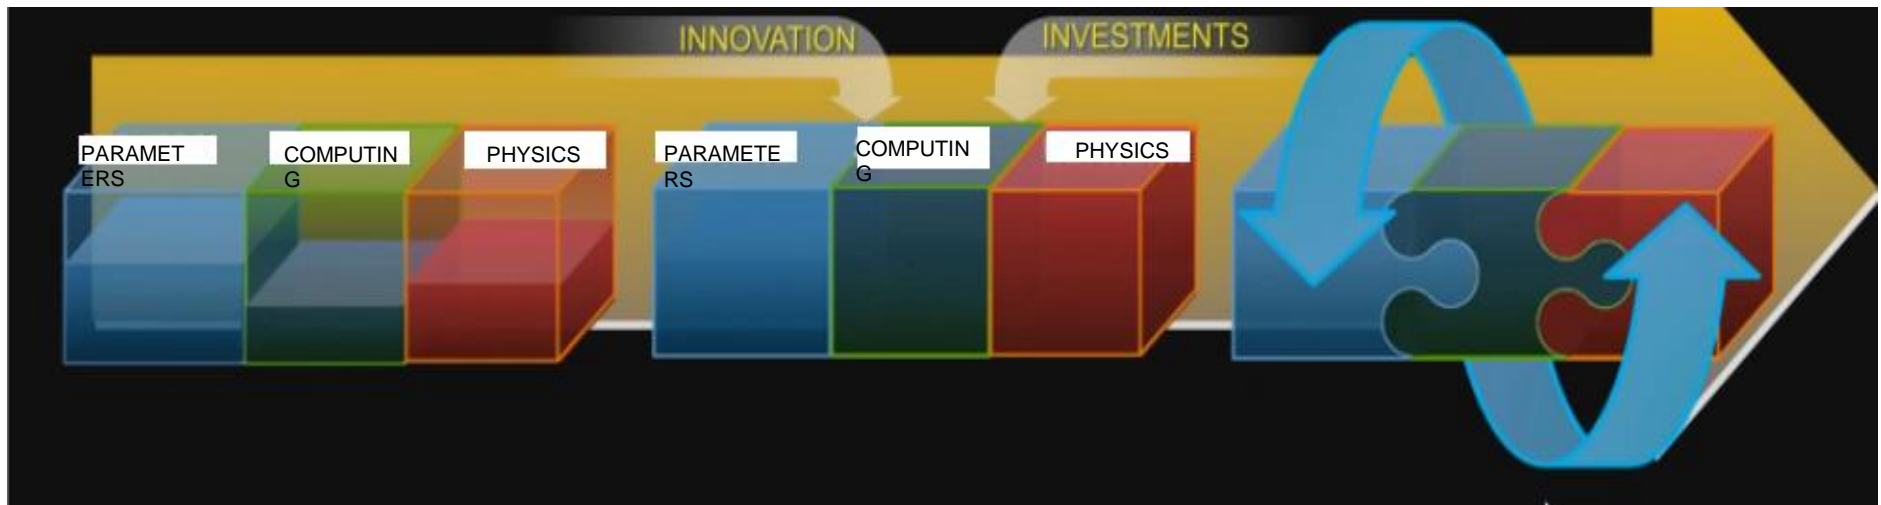 INNOVATION
INVESTMENTS
PARAMET
ERS
COMPUTIN
G
PHYSICS
PARAMETE
RS
COMPUTIN
G
PHYSICS